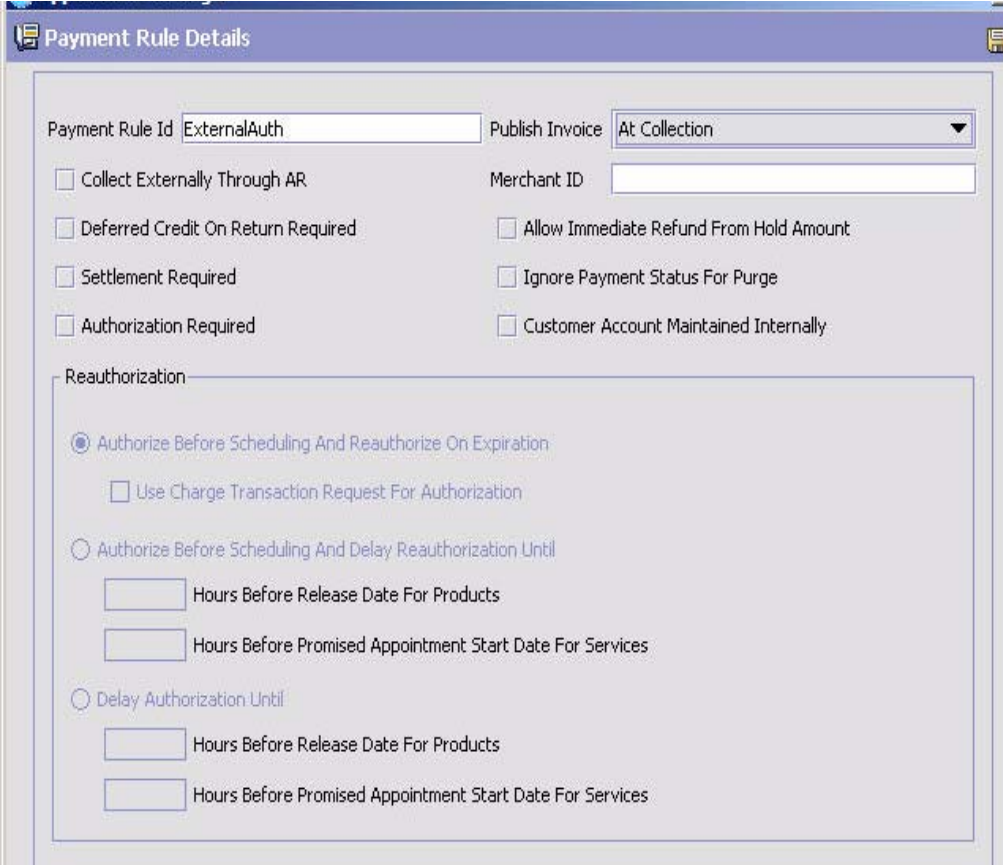 Payment Rule Details
Payment Rule Id ExternalAuth Publish Invoice At Collection
Collect Externally Through AR Merchant ID
Deferred Credit On Return Required Allow Immediate Refund From Hold Amount
Settlement Required Ignore Payment Status For Purge
Authorization Required Customer Account Maintained Internally
Reauthorization
Authorize Before Scheduling And Reauthorize On Expiration
Use Charge Transaction Request For Authorization
Authorize Before Scheduling And Delay Reauthorization Until
Hours Before Release Date For Products
Hours Before Promised Appointment Start Date For Services
Delay Authorization Until
Hours Before Release Date For Products
Hours Before Promised Appointment Start Date For Services